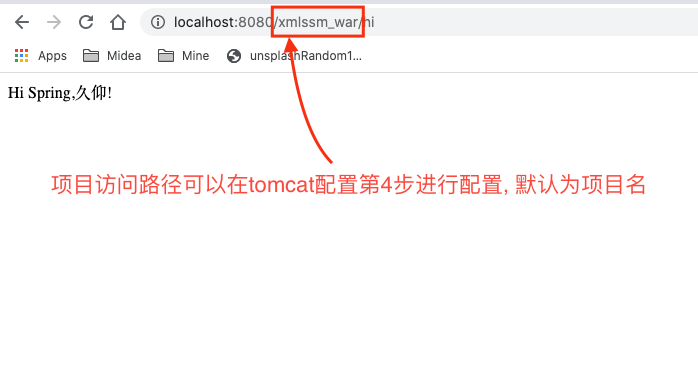 localhost:8080/xmlssm_war/hi
Apps Midea Mine unsplashRandom1...
Hi Spring,久仰!
项目访问路径可以在tomcat配置第4步进行配置, 默认为项目名